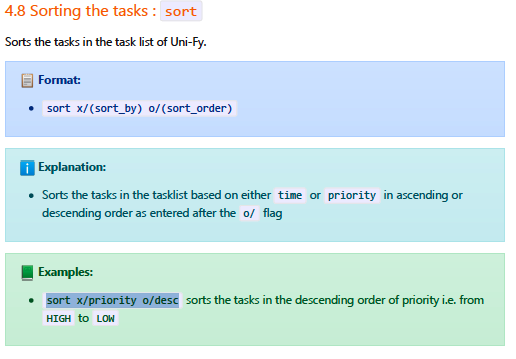 4.8 Sorting the tasks : sort
Sorts the tasks in the task list of Uni-Fy.
Format:
• sort x/(sort_by) o/(sort_order)
Explanation:
• Sorts the tasks in the tasklist based on either time or priority in ascending or
descending order as entered after the o/ flag
Examples:
• sort x/priority o/desc sorts the tasks in the descending order of priority i.e. from
HIGH to LOW